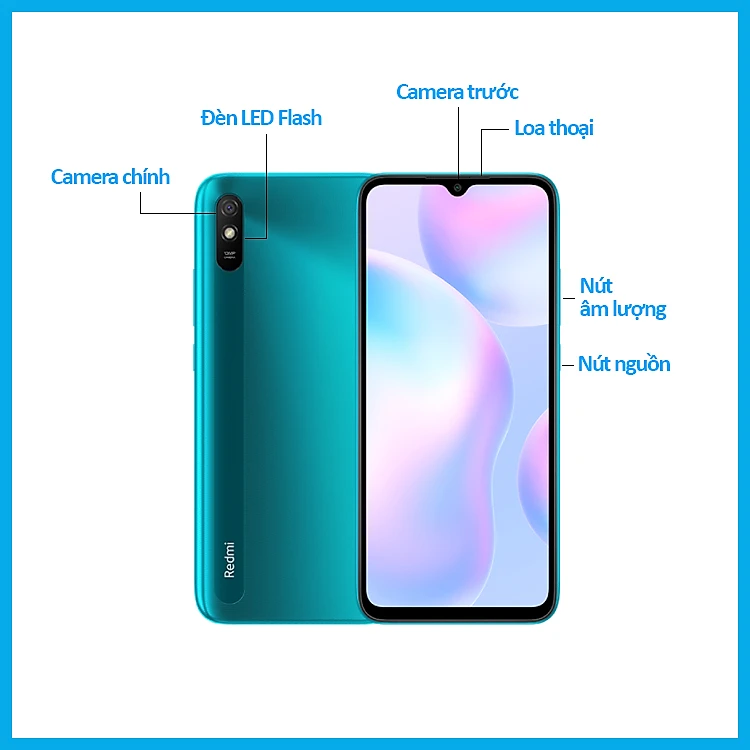 Camera trước
Đèn LED Flash
Loa thoại
Camera chính
Nút
âm lượng
Nút nguồn
Redmi